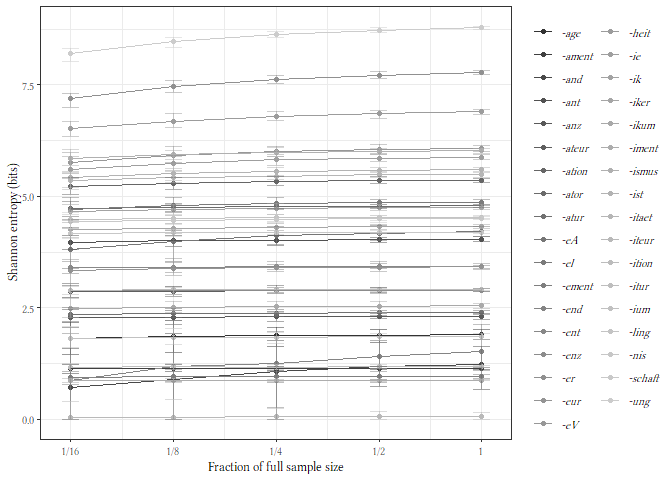 7.5
5.0
2.5
0.0
Shannon entropy (bits)
1/16
1/8
1/4
1/2
1
Fraction of full sample size
-age
-ament
-and
-ant
-anz
-ateur
-ation
-ator
-atur
-eA
-el
-ement
-end
-ent
-enz
-er
-eur
-eV
-heit
-ie
-ik
-iker
-ikum
-iment
-ismus
-ist
-itaet
-iteur
-ition
-itur
-ium
-ling
-nis
-schaft
-ung